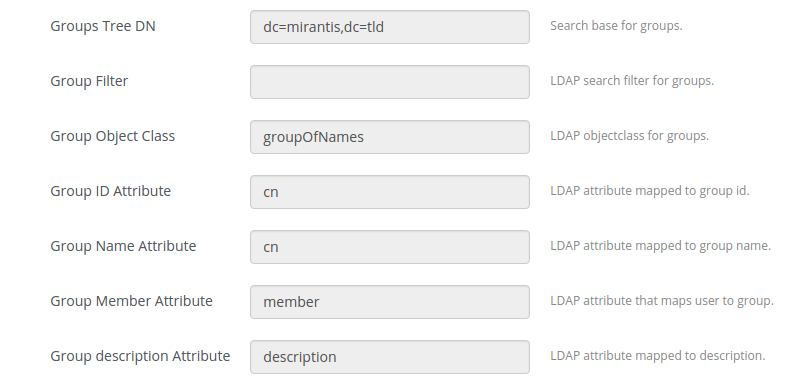 Groups Tree DN dc=mirantis,dc=tld Search base for groups.
Group Filter LDAP search filter for groups.
Group Object Class groupOfNames LDAP objectclass for groups.
Group ID Attribute cn LDAP attribute mapped to group id.
Group Name Attribute cn LDAP attribute mapped to group name.
Group Member Attribute member LDAP attribute that maps user to group.
Group description Attribute description LDAP attribute mapped to description.